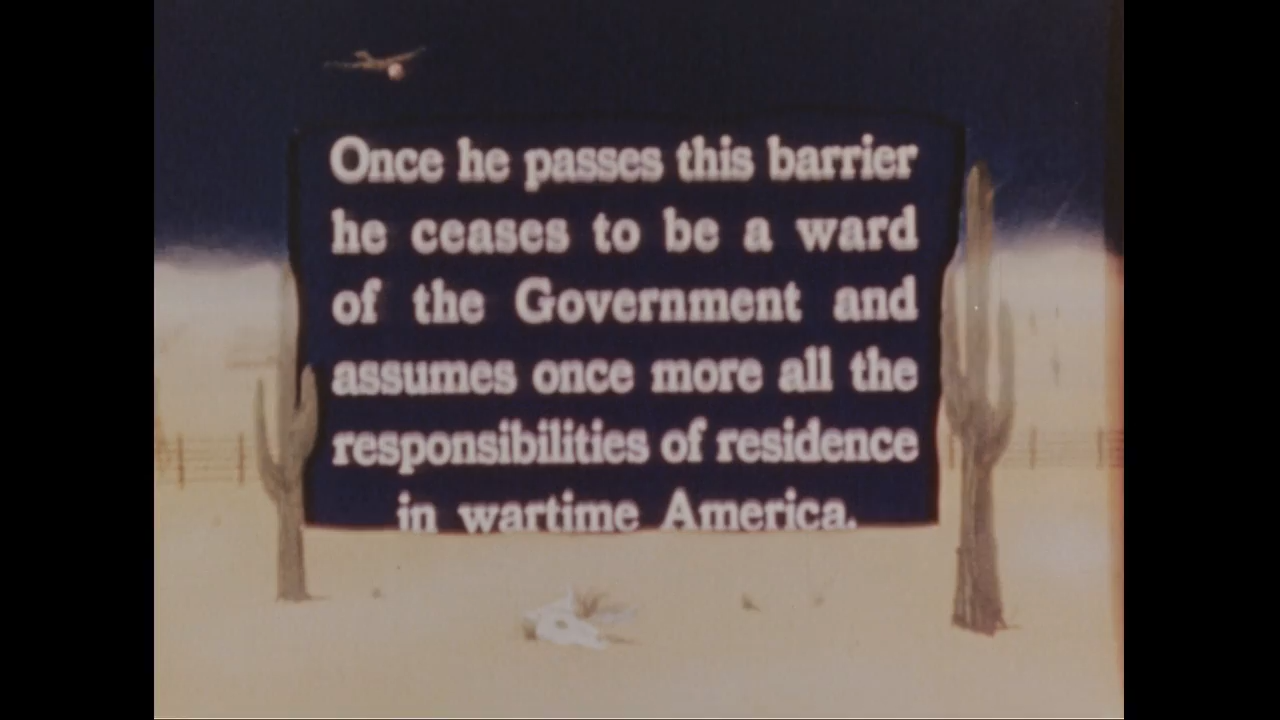 Once he passes this barrier
he ceases to be a ward
of the Government and
assumes once more all the
responsibilities of residence
in wartime America.